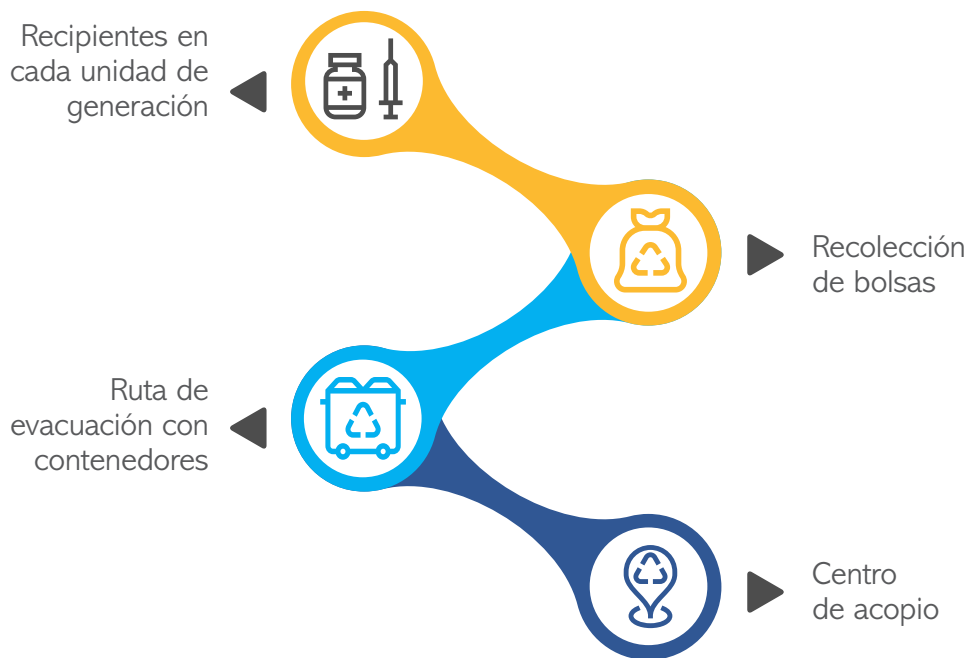 Recipientes en
cada unidad de
generación
Recolección
de bolsas
Ruta de
evacuación con
contenedores
Centro
de acopio